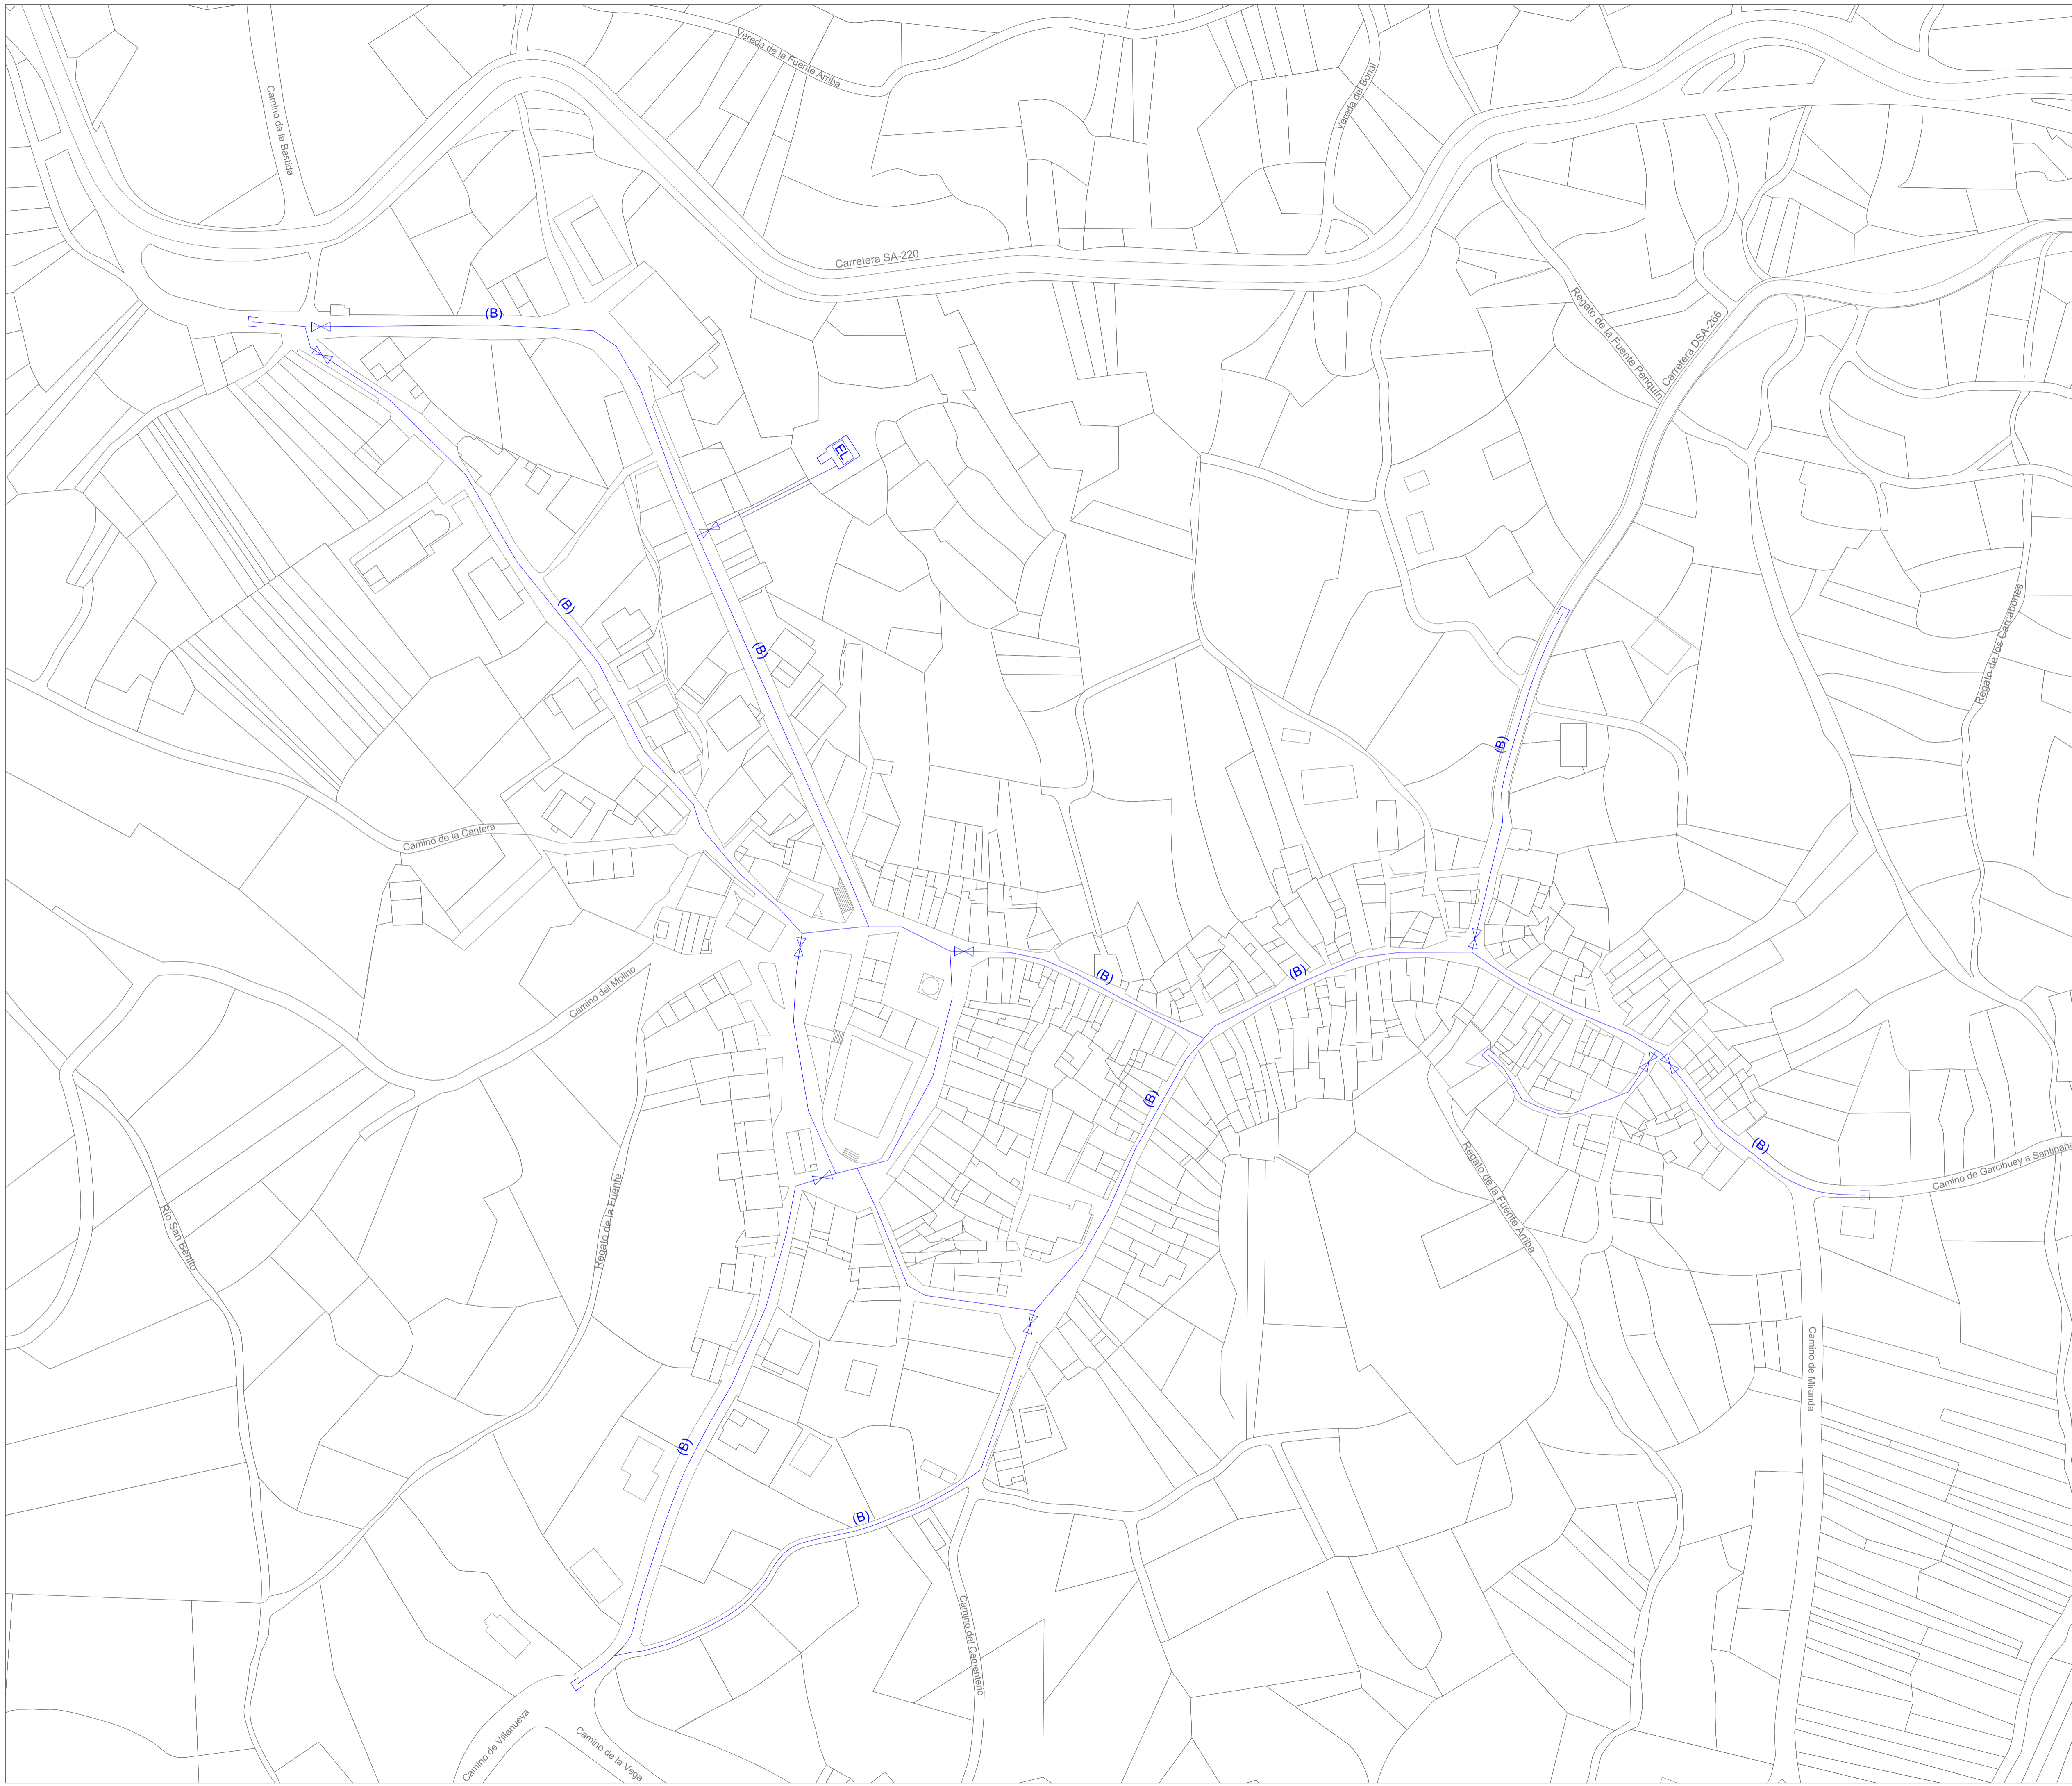 Vereda de la Fuente Arriba
Camino de la Bastida
Vereda del Bonal
Carretera SA-220
(B)
Regato de la Fuente Periquin
Carretera DSA-266
EL
(B)
(B)
Regato de los Carcabones
(B)
Camino de la Cantera
Camino del Molino
(B)
(B)
(B)
(B)
Camino de Garcibuey a Santibáñe
Regato de la Fuente Arriba
Regato de la Fuente
Río San Benito
Camino de Miranda
(B)
(B)
Camino del Cementerio
Camino de Villanueva
Camino de la Vega